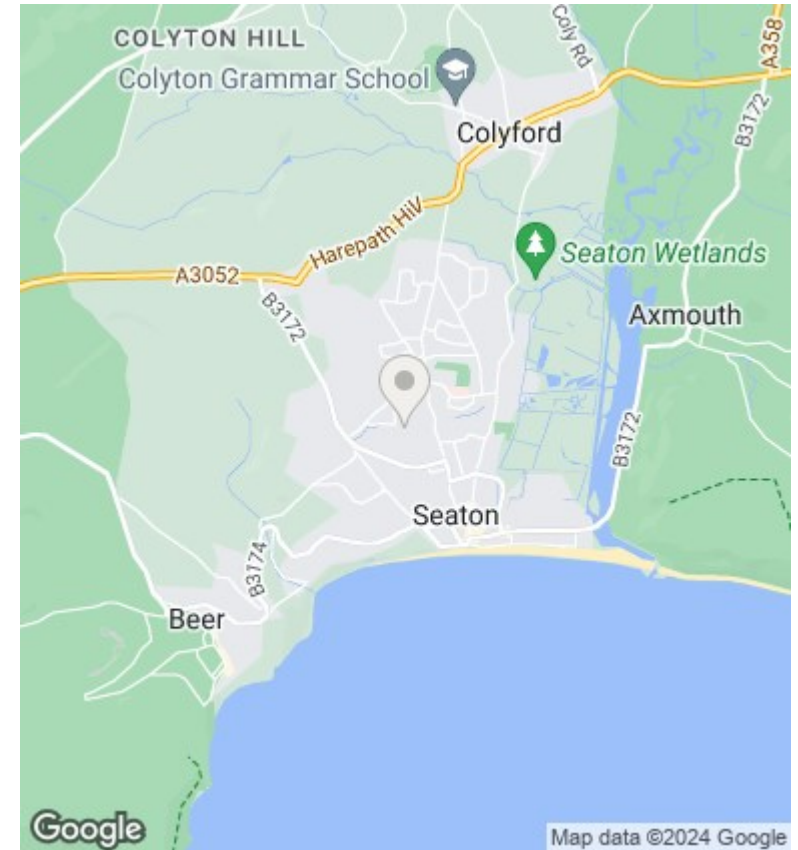 COLYTON HILL
Coly Rd
A358
Colyton Grammar School
B3172
Colyford
Harepath HiV
Seaton Wetlands
A3052
B3172
Axmouth
B3172
Seaton
B3174
Beer
Google
Map data ©2024 Google